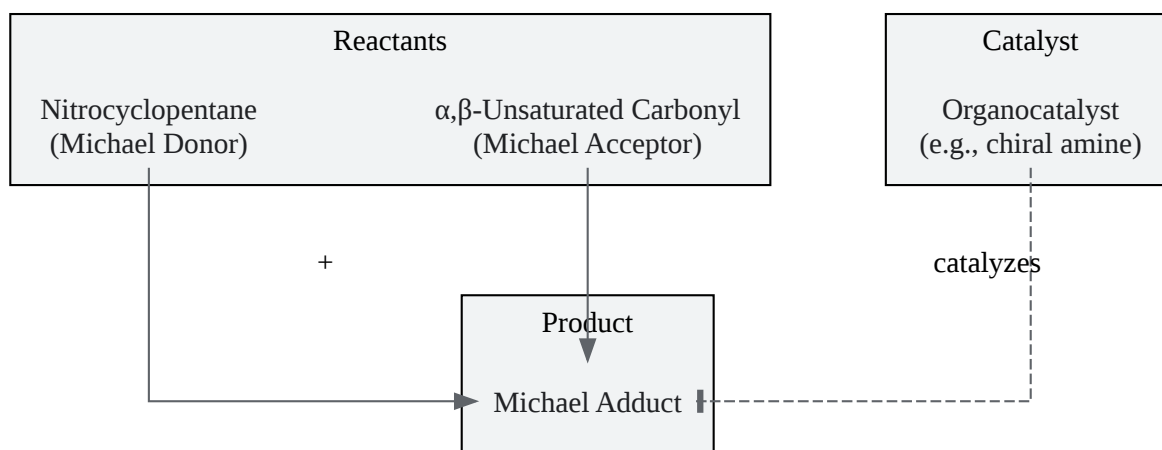 Reactants
Nitrocyclopentane
(Michael Donor)
α,β-Unsaturated Carbonyl
(Michael Acceptor)
Catalyst
Organocatalyst
(e.g., chiral amine)
+
catalyzes
Product
Michael Adduct